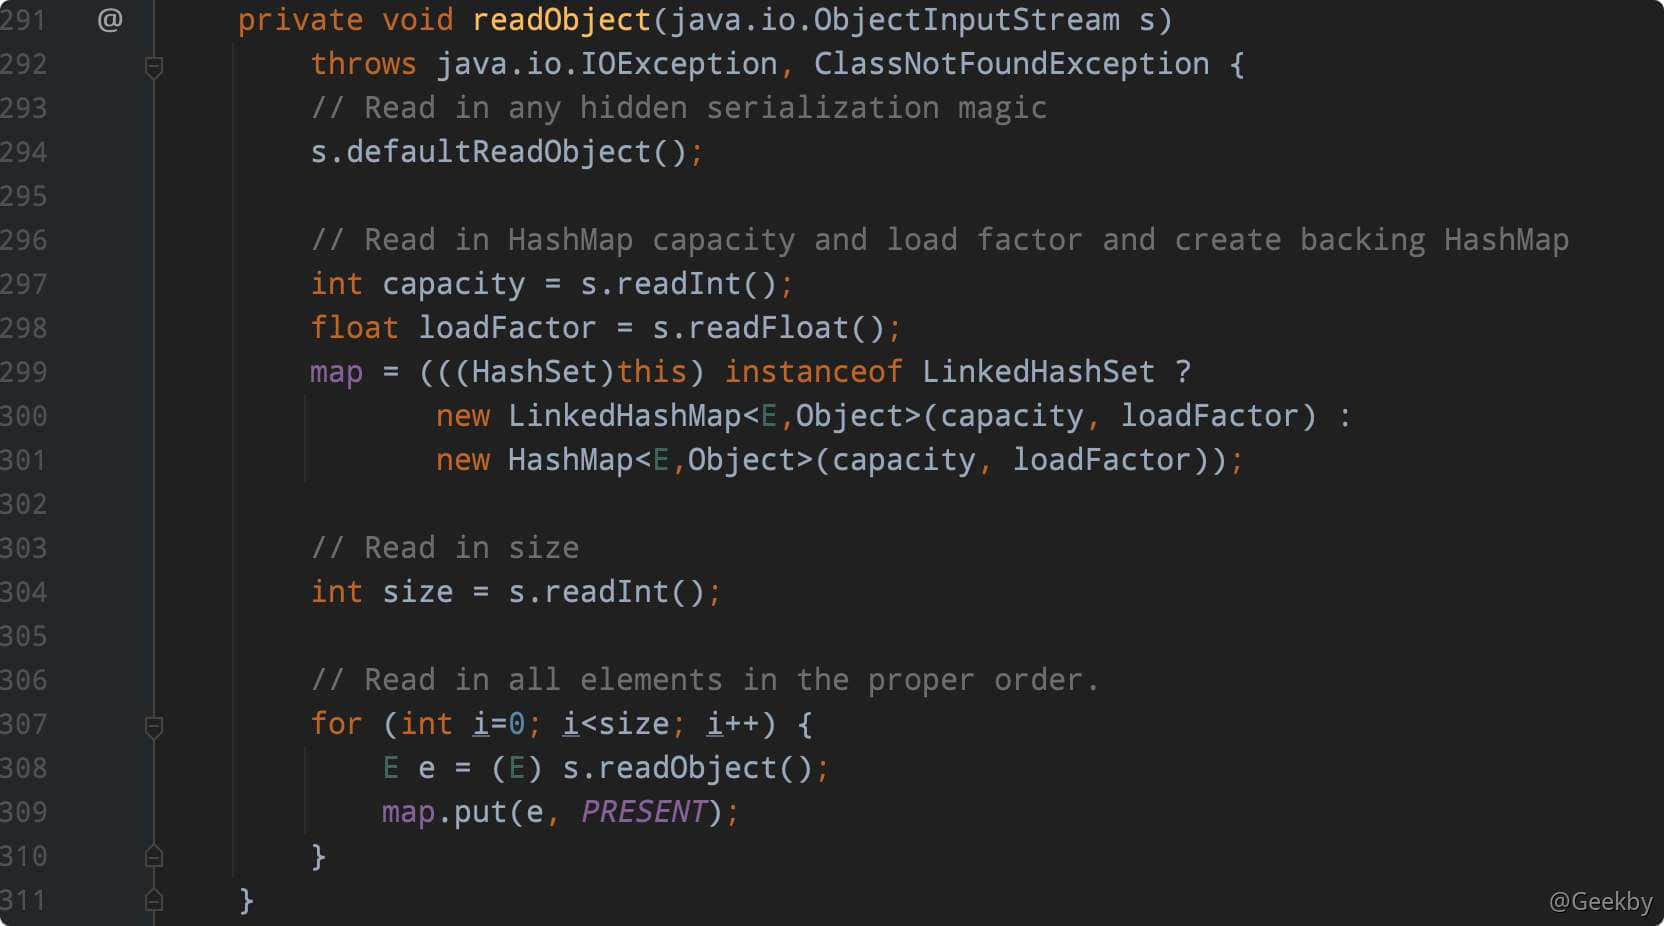 291 @ private void readObject(java.io.ObjectInputStream s)
292 throws java.io.IOException, ClassNotFoundException {
293 // Read in any hidden serialization magic
294 s.defaultReadObject();
295
296 // Read in HashMap capacity and load factor and create backing HashMap
297 int capacity = s.readInt();
298 float loadFactor = s.readFloat();
299 map = (((HashSet)this) instanceof LinkedHashSet ?
300 new LinkedHashMap<E,Object>(capacity, loadFactor) :
301 new HashMap<E,Object>(capacity, loadFactor));
302
303 // Read in size
304 int size = s.readInt();
305
306 // Read in all elements in the proper order.
307 for (int i=0; i<size; i++) {
308 E e = (E) s.readObject();
309 map.put(e, PRESENT);
310 }
311 }
@Geekby